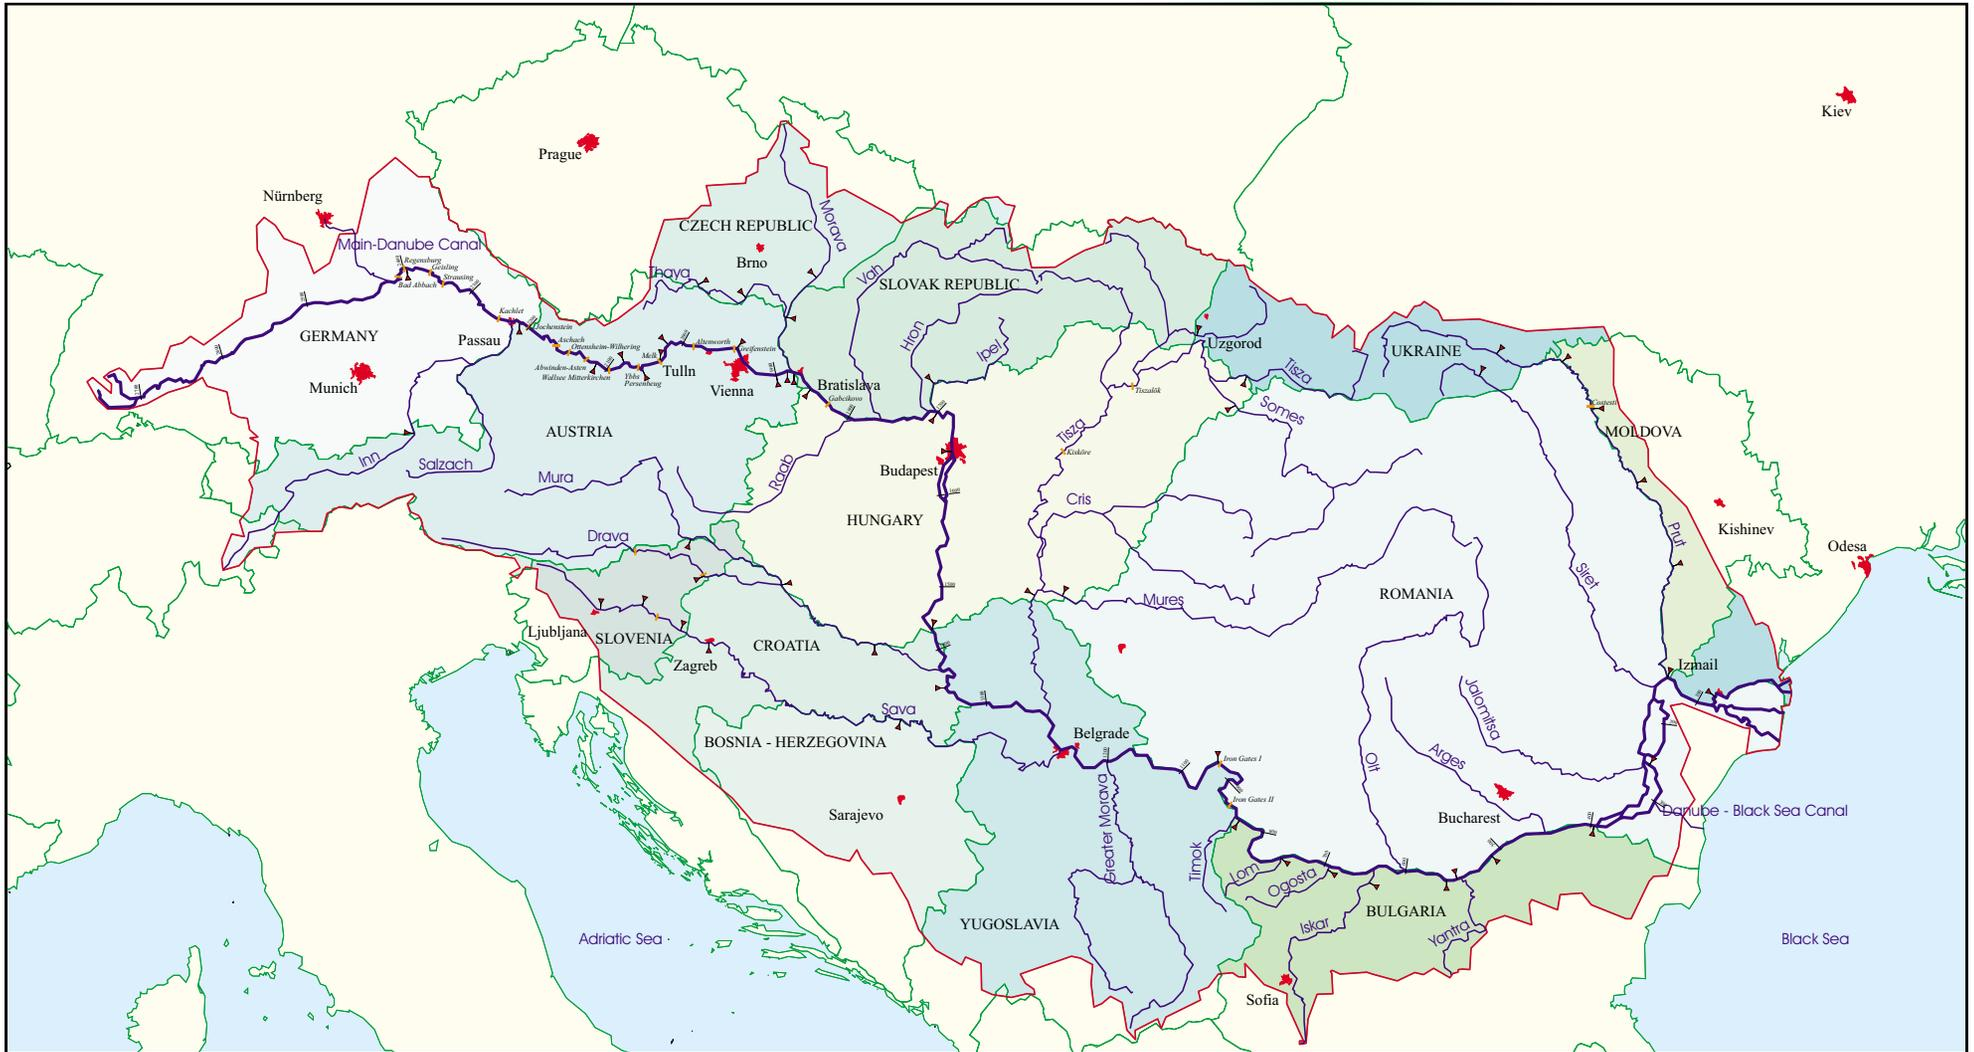 Kiev
Prague
Nürnberg
Morava
CZECH REPUBLIC
Main-Danube Canal
Regensburg
Geisling
Brno
Thaya
Vah
Straubing
Bad Abbach
SLOVAK REPUBLIC
Kachlet
Jochenstein
GERMANY
Passau
Aschach
Ottensheim-Wilhering
Altenwörth
Greifenstein
Hron
Ipel
Uzgorod
UKRAINE
Melk
Abwinden-Asten
Wallsee Mitterkirchen
Ybbs
Persenbeug
Tulln
Tisza
Munich
Vienna
Bratislava
Gabcikovo
Tiszalök
Costesti
Somes
AUSTRIA
MOLDOVA
Tisza
Inn
Salzach
Raab
Budapest
Kisköre
Mura
Cris
HUNGARY
Kishinev
Prut
Drava
Odesa
Siret
Mures
ROMANIA
Ljubljana
SLOVENIA
CROATIA
Zagreb
Izmail
Sava
Jalomitsa
BOSNIA - HERZEGOVINA
Belgrade
Olt
Arges
Iron Gates I
Iron Gates II
Greater Morava
Sarajevo
Bucharest
Danube - Black Sea Canal
Timok
Lom
Ogosta
BULGARIA
YUGOSLAVIA
Iskar
Yantra
Adriatic Sea
Black Sea
Sofia